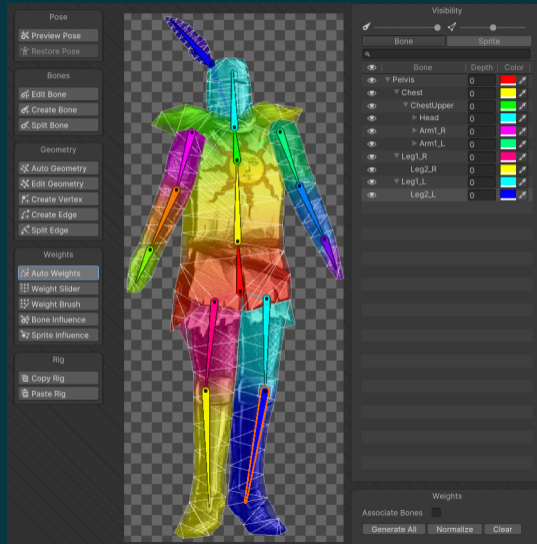 Pose
Preview Pose
Restore Pose
Bones
Edit Bone
Create Bone
Split Bone
Geometry
Auto Geometry
Edit Geometry
Create Vertex
Create Edge
Split Edge
Weights
Auto Weights
Weight Slider
Weight Brush
Bone Influence
Sprite Influence
Rig
Copy Rig
Paste Rig
Visibility
Bone Sprite
Bone Depth Color
Pelvis 0
Chest 0
ChestUpper 0
Head 0
Arm1_R 0
Arm1_L 0
Leg1_R 0
Leg2_R 0
Leg1_L 0
Leg2_L 0
Weights
Associate Bones
Generate All Normalize Clear